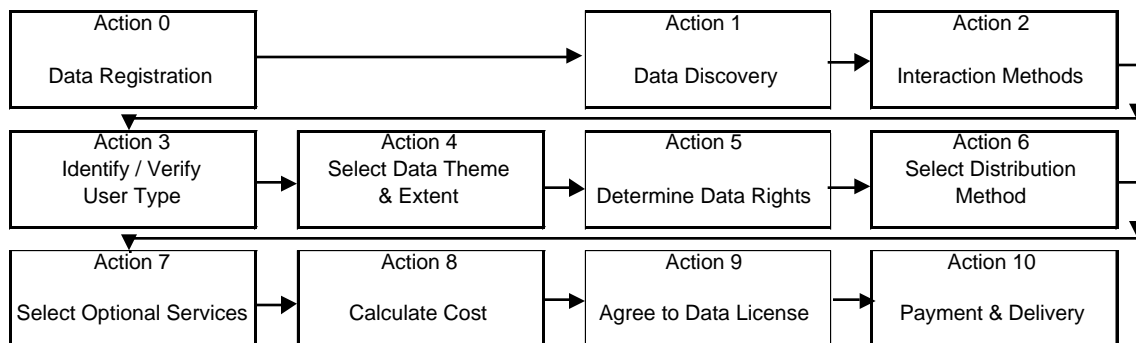 Action 0
Data Registration
Action 1
Data Discovery
Action 2
Interaction Methods
Action 3
Identify / Verify
User Type
Action 4
Select Data Theme
& Extent
Action 5
Determine Data Rights
Action 6
Select Distribution
Method
Action 7
Select Optional Services
Action 8
Calculate Cost
Action 9
Agree to Data License
Action 10
Payment & Delivery